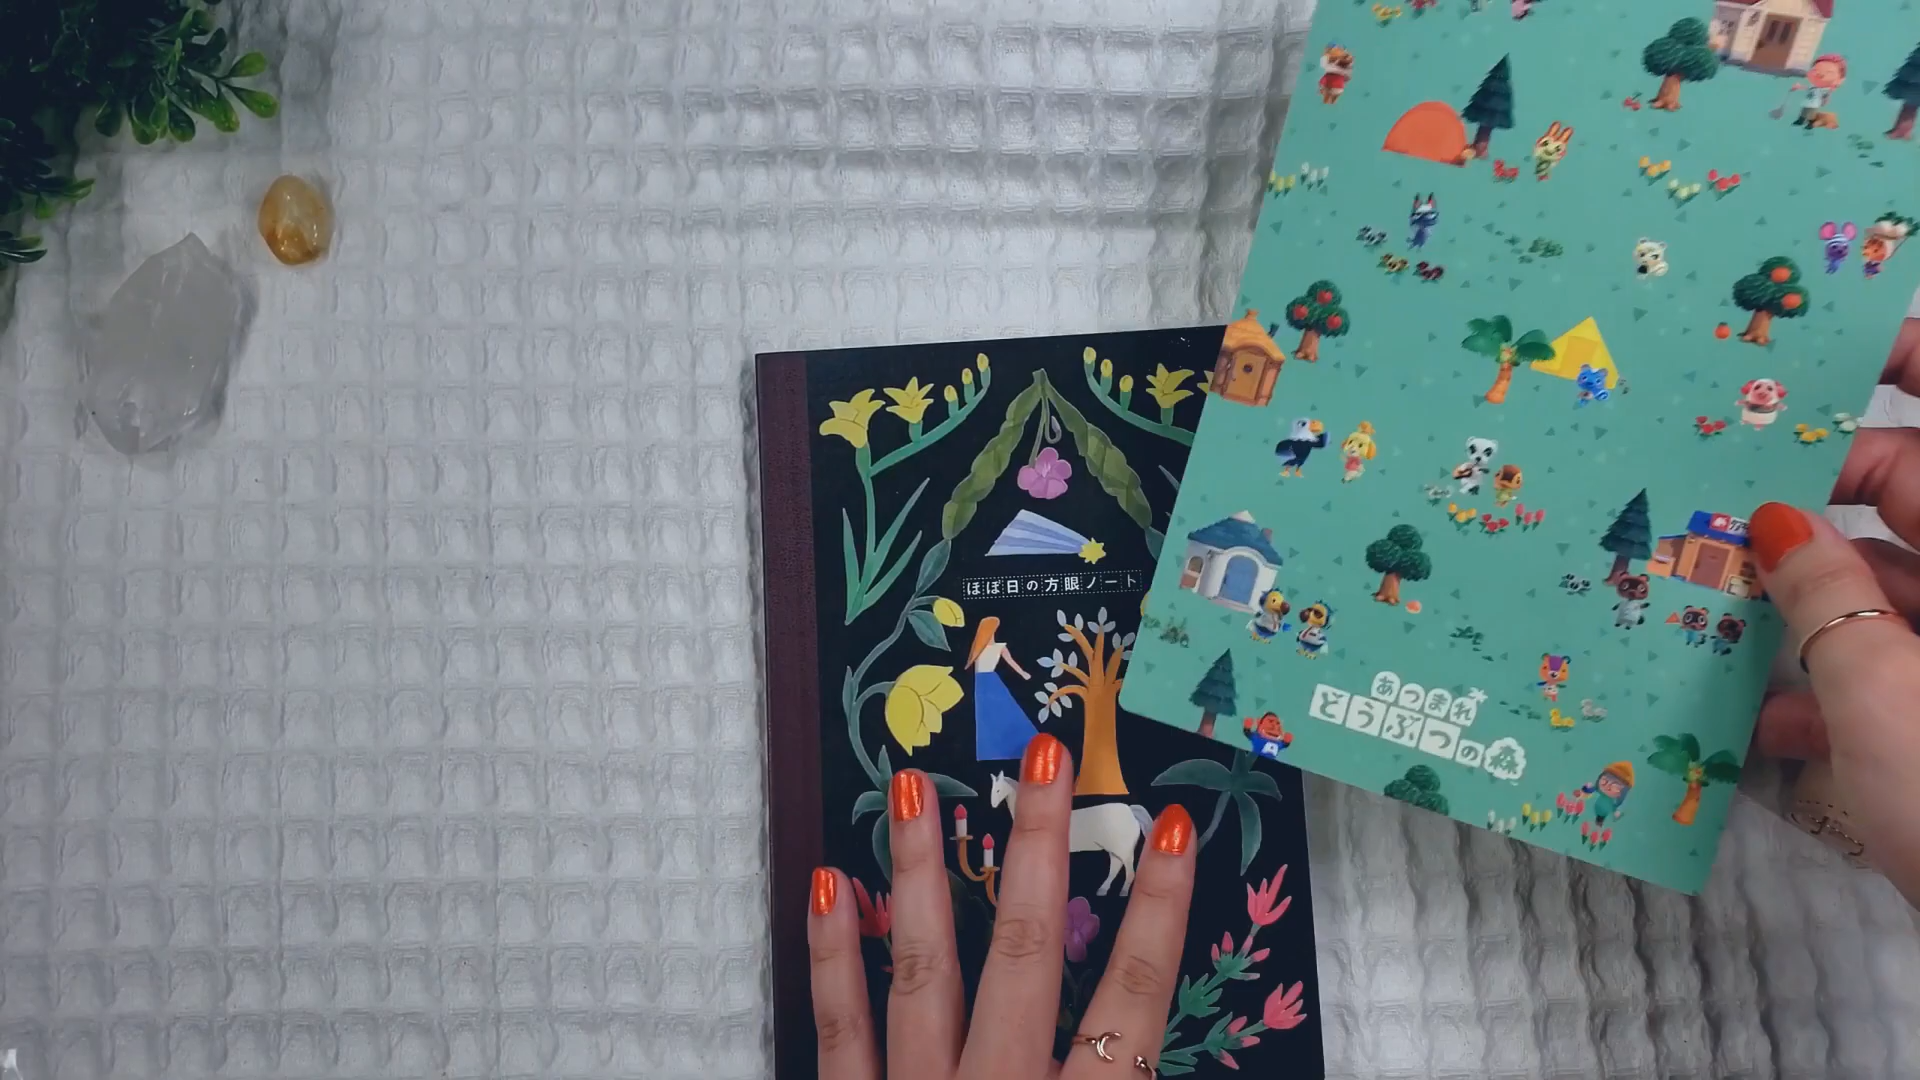 ほぼ日の方眼ノート
あつまれ
どうぶつの森